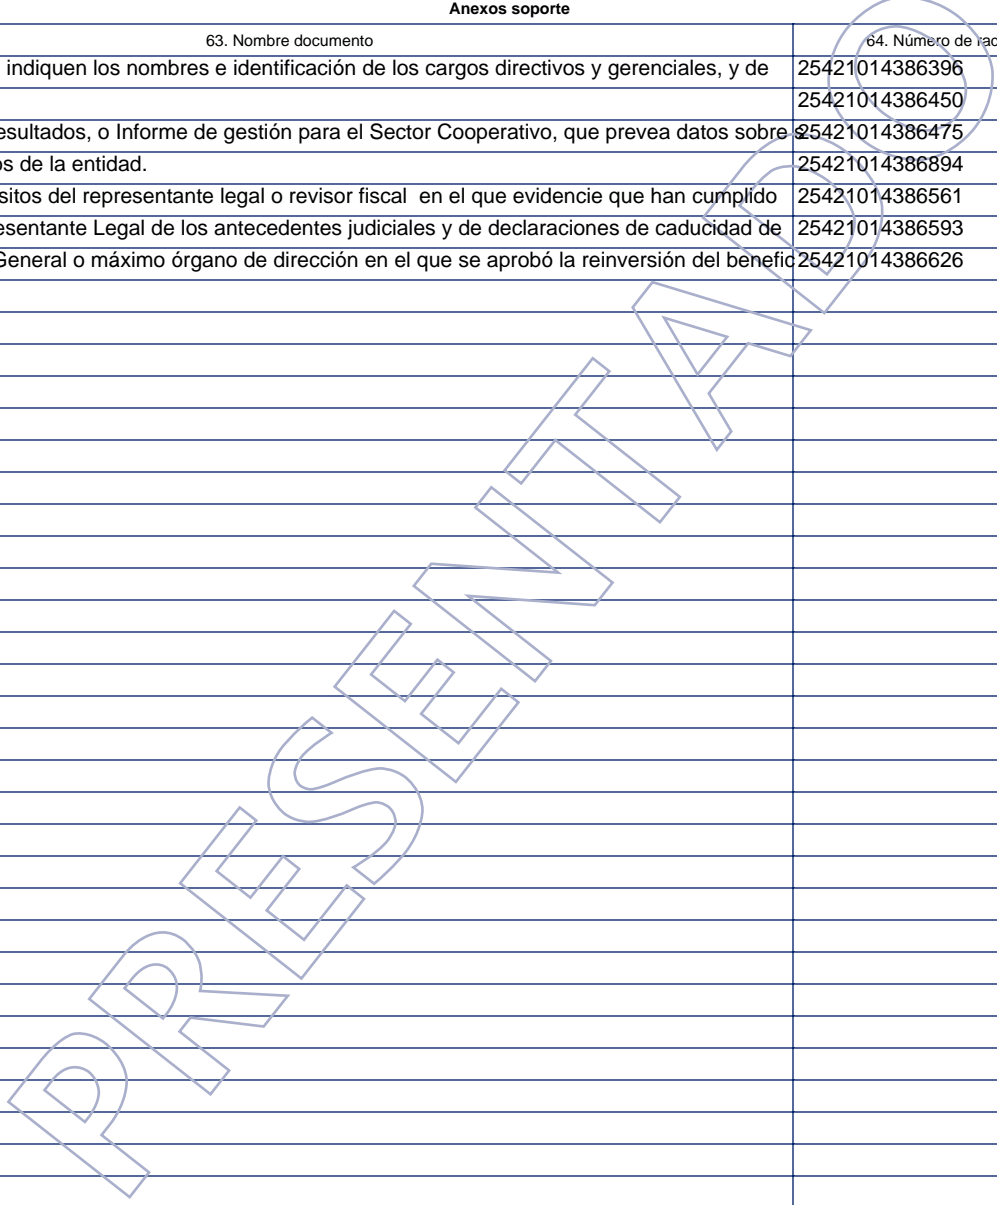 Anexos soporte
63. Nombre documento 64. Número de
indiquen los nombres e identificación de los cargos directivos y gerenciales, y de 25421014386396
25421014386450
esultados, o Informe de gestión para el Sector Cooperativo, que prevea datos sobre 25421014386475
os de la entidad. 25421014386894
sitos del representante legal o revisor fiscal en el que evidencie que han cumplido 25421014386561
esentante Legal de los antecedentes judiciales y de declaraciones de caducidad de 25421014386593
General o máximo órgano de dirección en el que se aprobó la reinversión del benefic 25421014386626
PRESENTADO